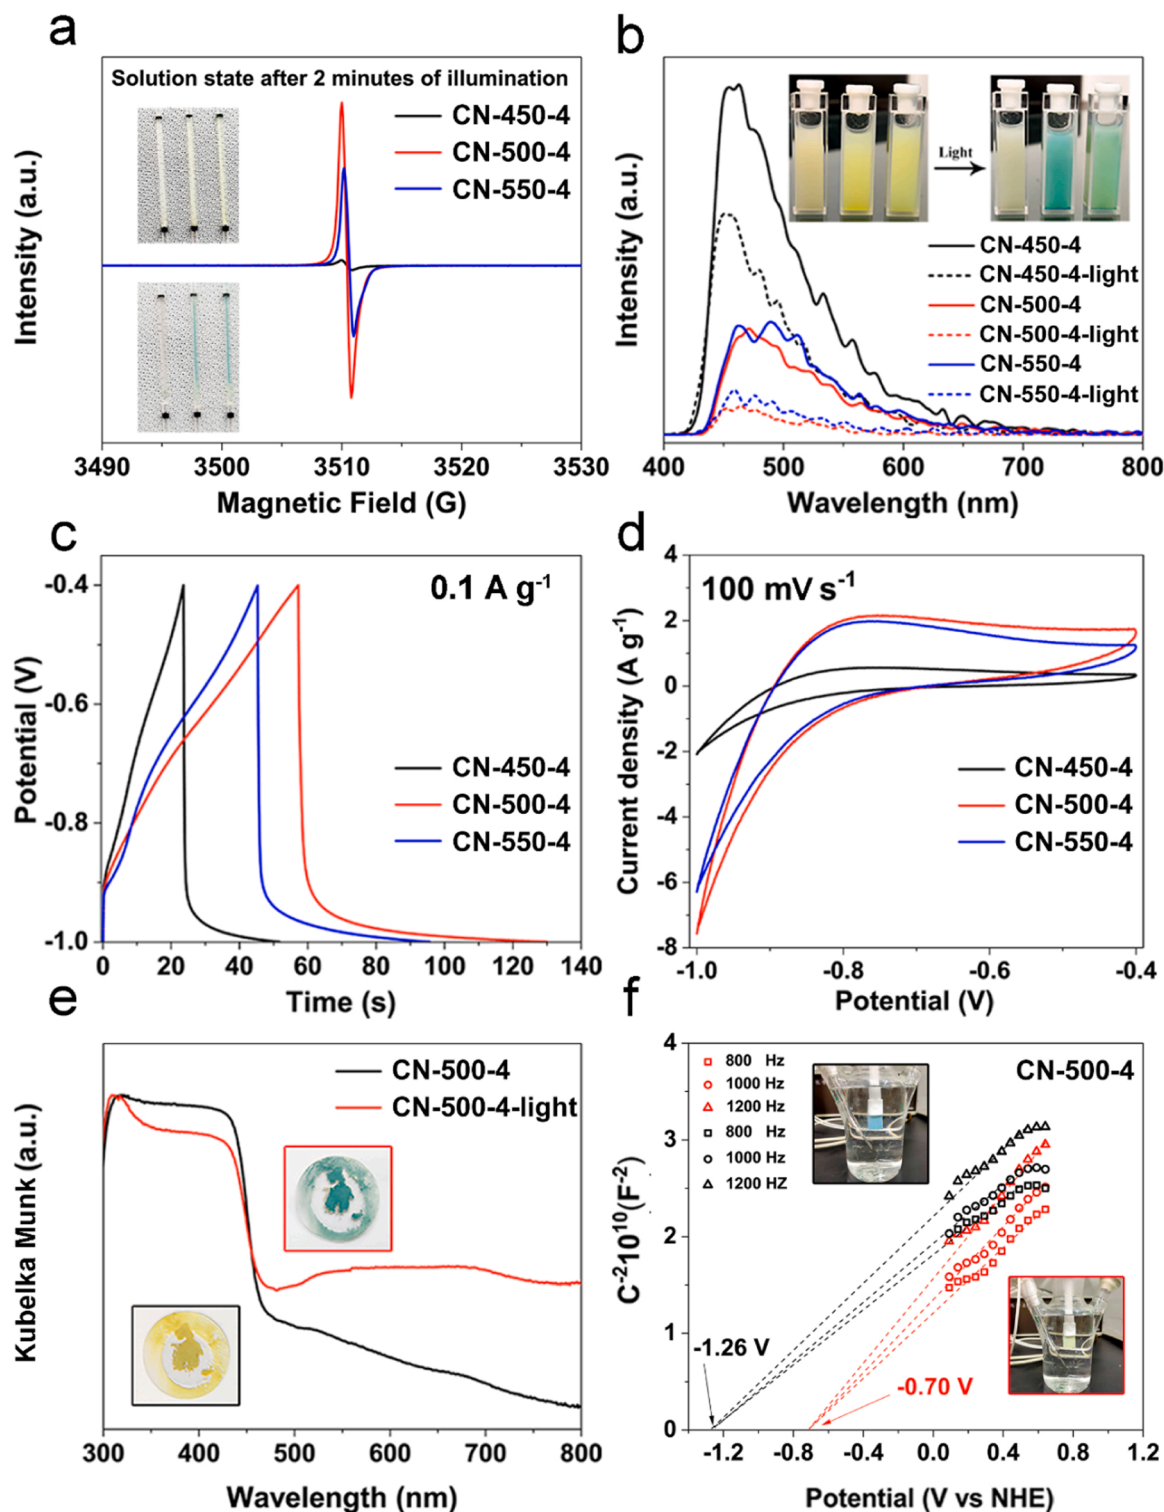 a
Solution state after 2 minutes of illumination
CN-450-4
CN-500-4
CN-550-4
Intensity (a.u.)
3490 3500 3510 3520 3530
Magnetic Field (G)
b
Light
CN-450-4
CN-450-4-light
CN-500-4
CN-500-4-light
CN-550-4
CN-550-4-light
Intensity (a.u.)
400 500 600 700 800
Wavelength (nm)
c
0.1 A g⁻¹
-0.4
-0.6
-0.8
-1.0
Potential (V)
CN-450-4
CN-500-4
CN-550-4
0 20 40 60 80 100 120 140
Time (s)
d
100 mV s⁻¹
4
2
0
-2
-4
-6
-8
Current density (A g⁻¹)
CN-450-4
CN-500-4
CN-550-4
-1.0 -0.8 -0.6 -0.4
Potential (V)
e
CN-500-4
CN-500-4-light
Kubelka Munk (a.u.)
300 400 500 600 700 800
Wavelength (nm)
f
CN-500-4
800 Hz
1000 Hz
1200 Hz
800 Hz
1000 Hz
1200 HZ
4
3
2
1
0
C⁻²10¹⁰(F⁻²)
-1.26 V
-0.70 V
-1.2 -0.8 -0.4 0.0 0.4 0.8 1.2
Potential (V vs NHE)